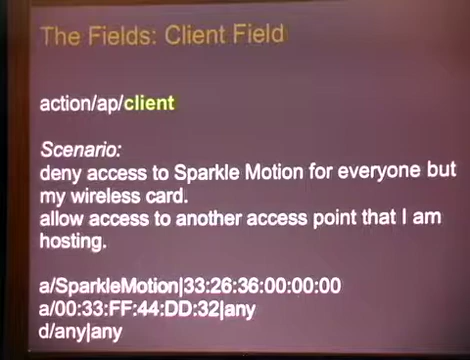 The Fields: Client Field
action/ap/client
Scenario:
deny access to Sparkle Motion for everyone but
my wireless card.
allow access to another access point that I am
hosting.
a/SparkleMotion|33:26:36:00:00:00
a/00:33:FF:44:DD:32|any
d/any|any